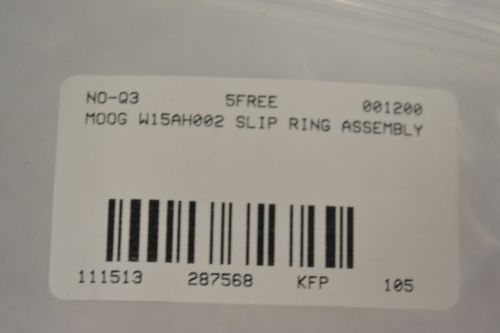 NO-Q3 5FREE 001200
MOOG W15AH002 SLIP RING ASSEMBLY
111513 287568 KFP 105